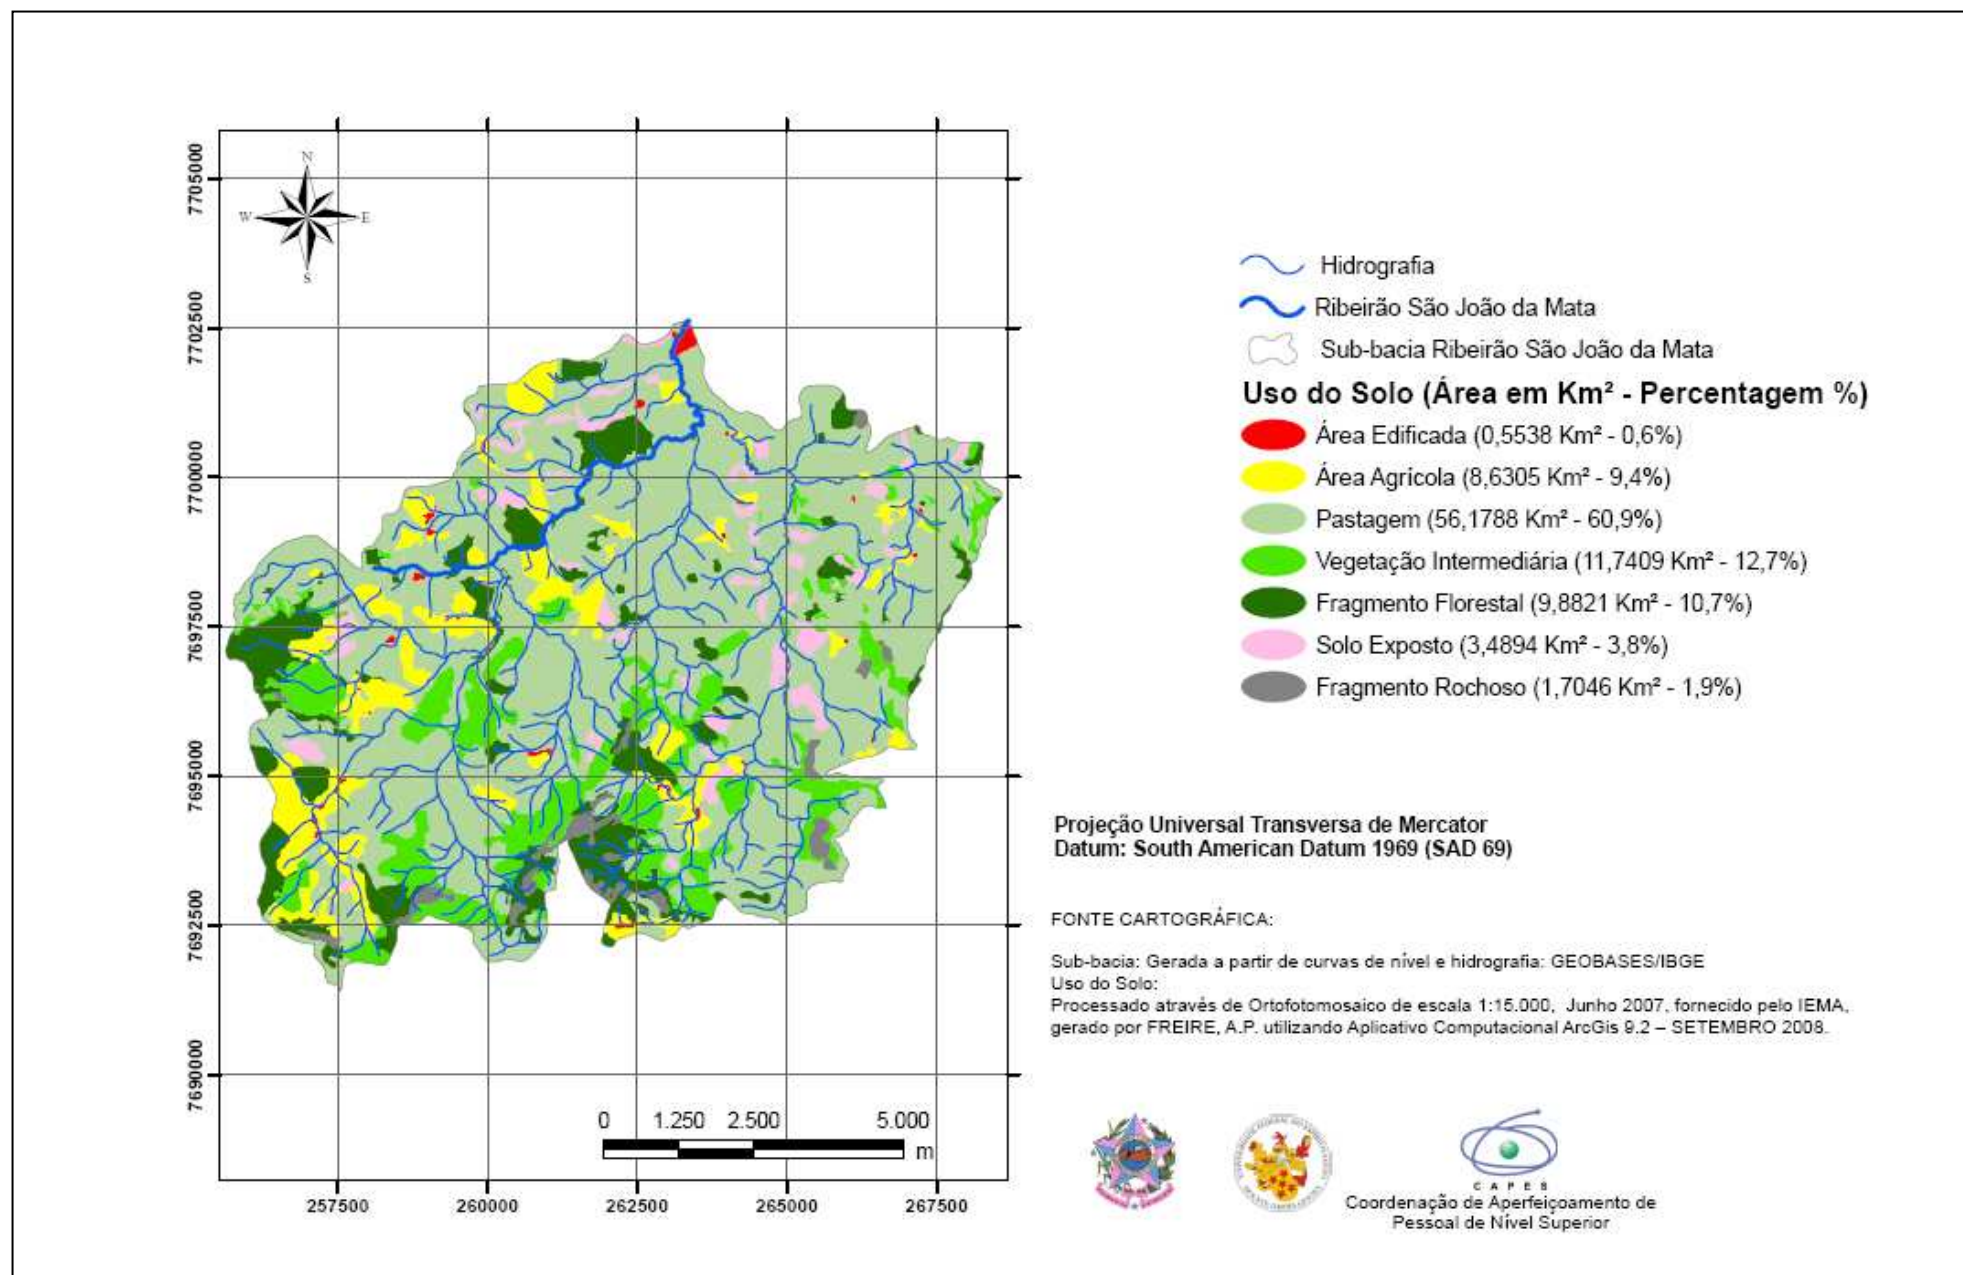 N
W
E
S
7705000
7702500
7700000
7697500
7695000
7692500
7690000
257500
260000
262500
265000
267500
0
1.250
2.500
5.000
m
Hidrografia
Ribeirão São João da Mata
Sub-bacia Ribeirão São João da Mata
Uso do Solo (Área em Km² - Percentagem %)
Área Edificada (0,5538 Km² - 0,6%)
Área Agrícola (8,6305 Km² - 9,4%)
Pastagem (56,1788 Km² - 60,9%)
Vegetação Intermediária (11,7409 Km² - 12,7%)
Fragmento Florestal (9,8821 Km² - 10,7%)
Solo Exposto (3,4894 Km² - 3,8%)
Fragmento Rochoso (1,7046 Km² - 1,9%)
Projeção Universal Transversa de Mercator
Datum: South American Datum 1969 (SAD 69)
FONTE CARTOGRÁFICA:
Sub-bacia: Gerada a partir de curvas de nível e hidrografia: GEOBASES/IBGE
Uso do Solo:
Processado através de Ortofotomosaico de escala 1:15.000, Junho 2007, fornecido pelo IEMA,
gerado por FREIRE, A.P. utilizando Aplicativo Computacional ArcGis 9.2 – SETEMBRO 2008.
CAPES
Coordenação de Aperfeiçoamento de
Pessoal de Nível Superior